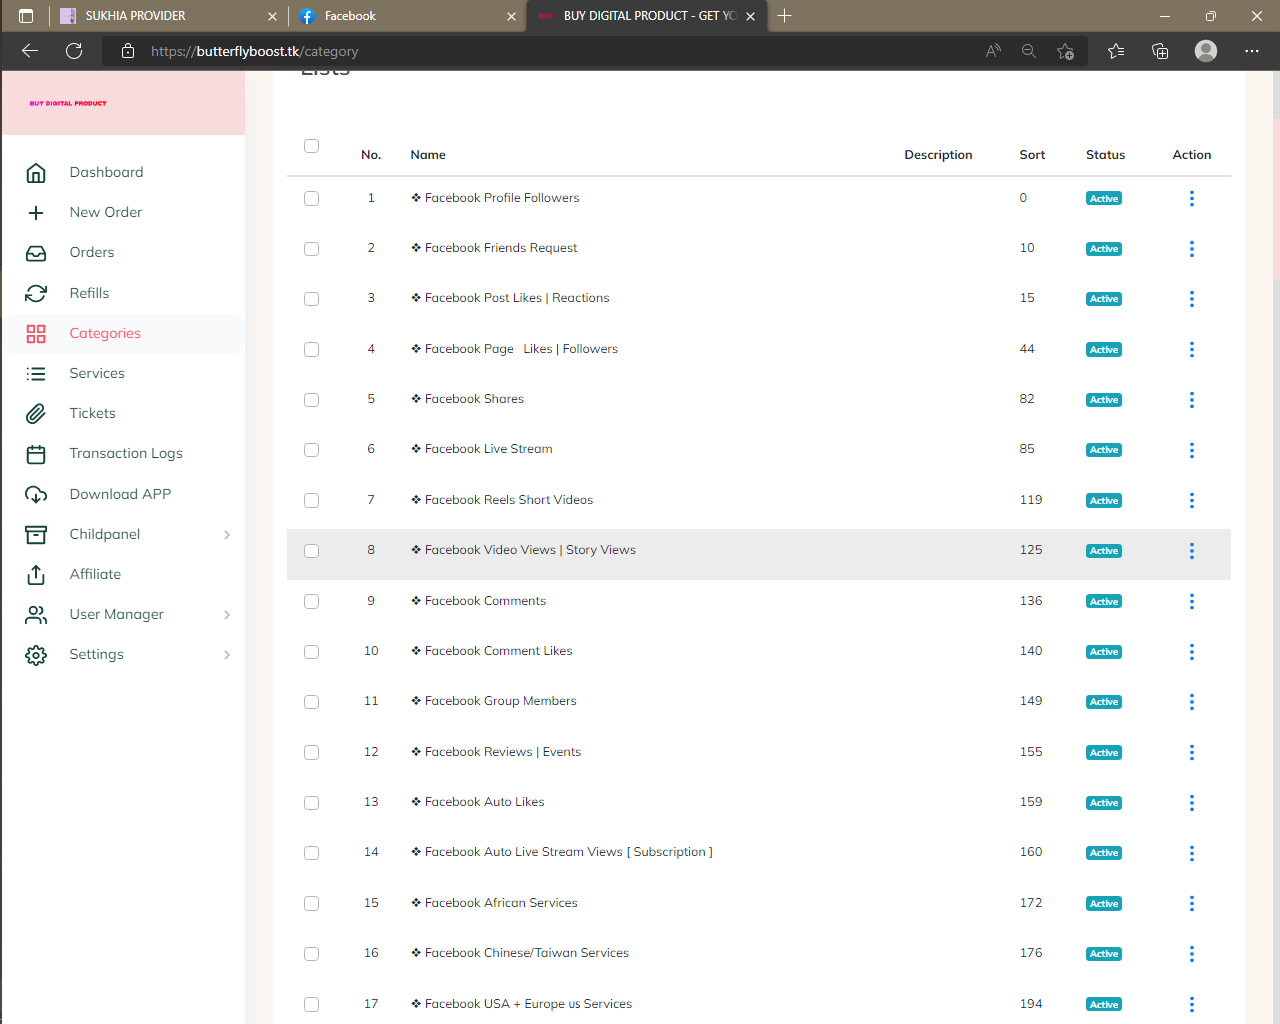 SUKHIA PROVIDER
Facebook
BUY DIGITAL PRODUCT - GET YO
https://butterflyboost.tk/category
BUY DIGITAL PRODUCT
Dashboard
New Order
Orders
Refills
Categories
Services
Tickets
Transaction Logs
Download APP
Childpanel
Affiliate
User Manager
Settings
Lists
No. Name Description Sort Status Action
1 ❖ Facebook Profile Followers 0 Active
2 ❖ Facebook Friends Request 10 Active
3 ❖ Facebook Post Likes | Reactions 15 Active
4 ❖ Facebook Page Likes | Followers 44 Active
5 ❖ Facebook Shares 82 Active
6 ❖ Facebook Live Stream 85 Active
7 ❖ Facebook Reels Short Videos 119 Active
8 ❖ Facebook Video Views | Story Views 125 Active
9 ❖ Facebook Comments 136 Active
10 ❖ Facebook Comment Likes 140 Active
11 ❖ Facebook Group Members 149 Active
12 ❖ Facebook Reviews | Events 155 Active
13 ❖ Facebook Auto Likes 159 Active
14 ❖ Facebook Auto Live Stream Views [ Subscription ] 160 Active
15 ❖ Facebook African Services 172 Active
16 ❖ Facebook Chinese/Taiwan Services 176 Active
17 ❖ Facebook USA + Europe us Services 194 Active